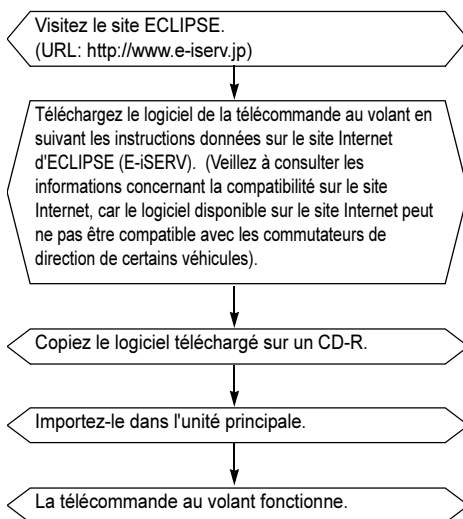 Visitez le site ECLIPSE.
(URL: http://www.e-iserv.jp)
Téléchargez le logiciel de la télécommande au volant en
suivant les instructions données sur le site Internet
d'ECLIPSE (E-iSERV).  (Veillez à consulter les
informations concernant la compatibilité sur le site
Internet, car le logiciel disponible sur le site Internet peut
ne pas être compatible avec les commutateurs de
direction de certains véhicules).
Copiez le logiciel téléchargé sur un CD-R.
Importez-le dans l'unité principale.
La télécommande au volant fonctionne.